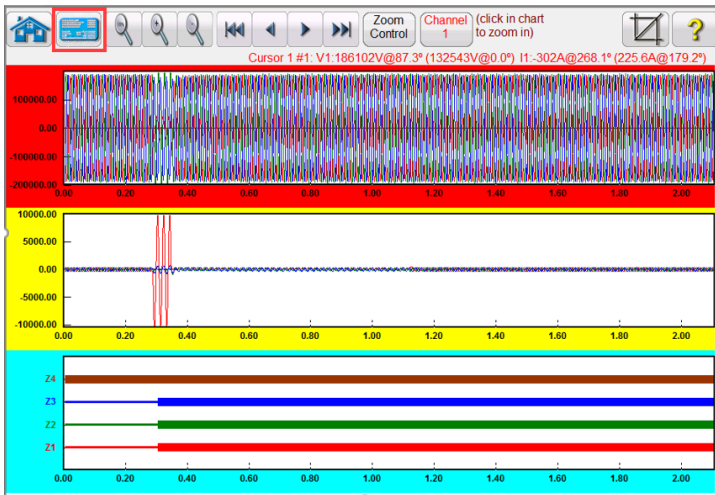 Zoom Control
Channel 1
(click in chart to zoom in)
?
Cursor 1 #1: V1:186102V@87.3° (132543V@0.0°) I1:-302A@268.1° (225.6A@179.2°)
100000.00
0.00
-100000.00
-200000.00
0.00 0.20 0.40 0.60 0.80 1.00 1.20 1.40 1.60 1.80 2.00
10000.00
5000.00
0.00
-5000.00
-10000.00
0.00 0.20 0.40 0.60 0.80 1.00 1.20 1.40 1.60 1.80 2.00
Z4
Z3
Z2
Z1
0.00 0.20 0.40 0.60 0.80 1.00 1.20 1.40 1.60 1.80 2.00